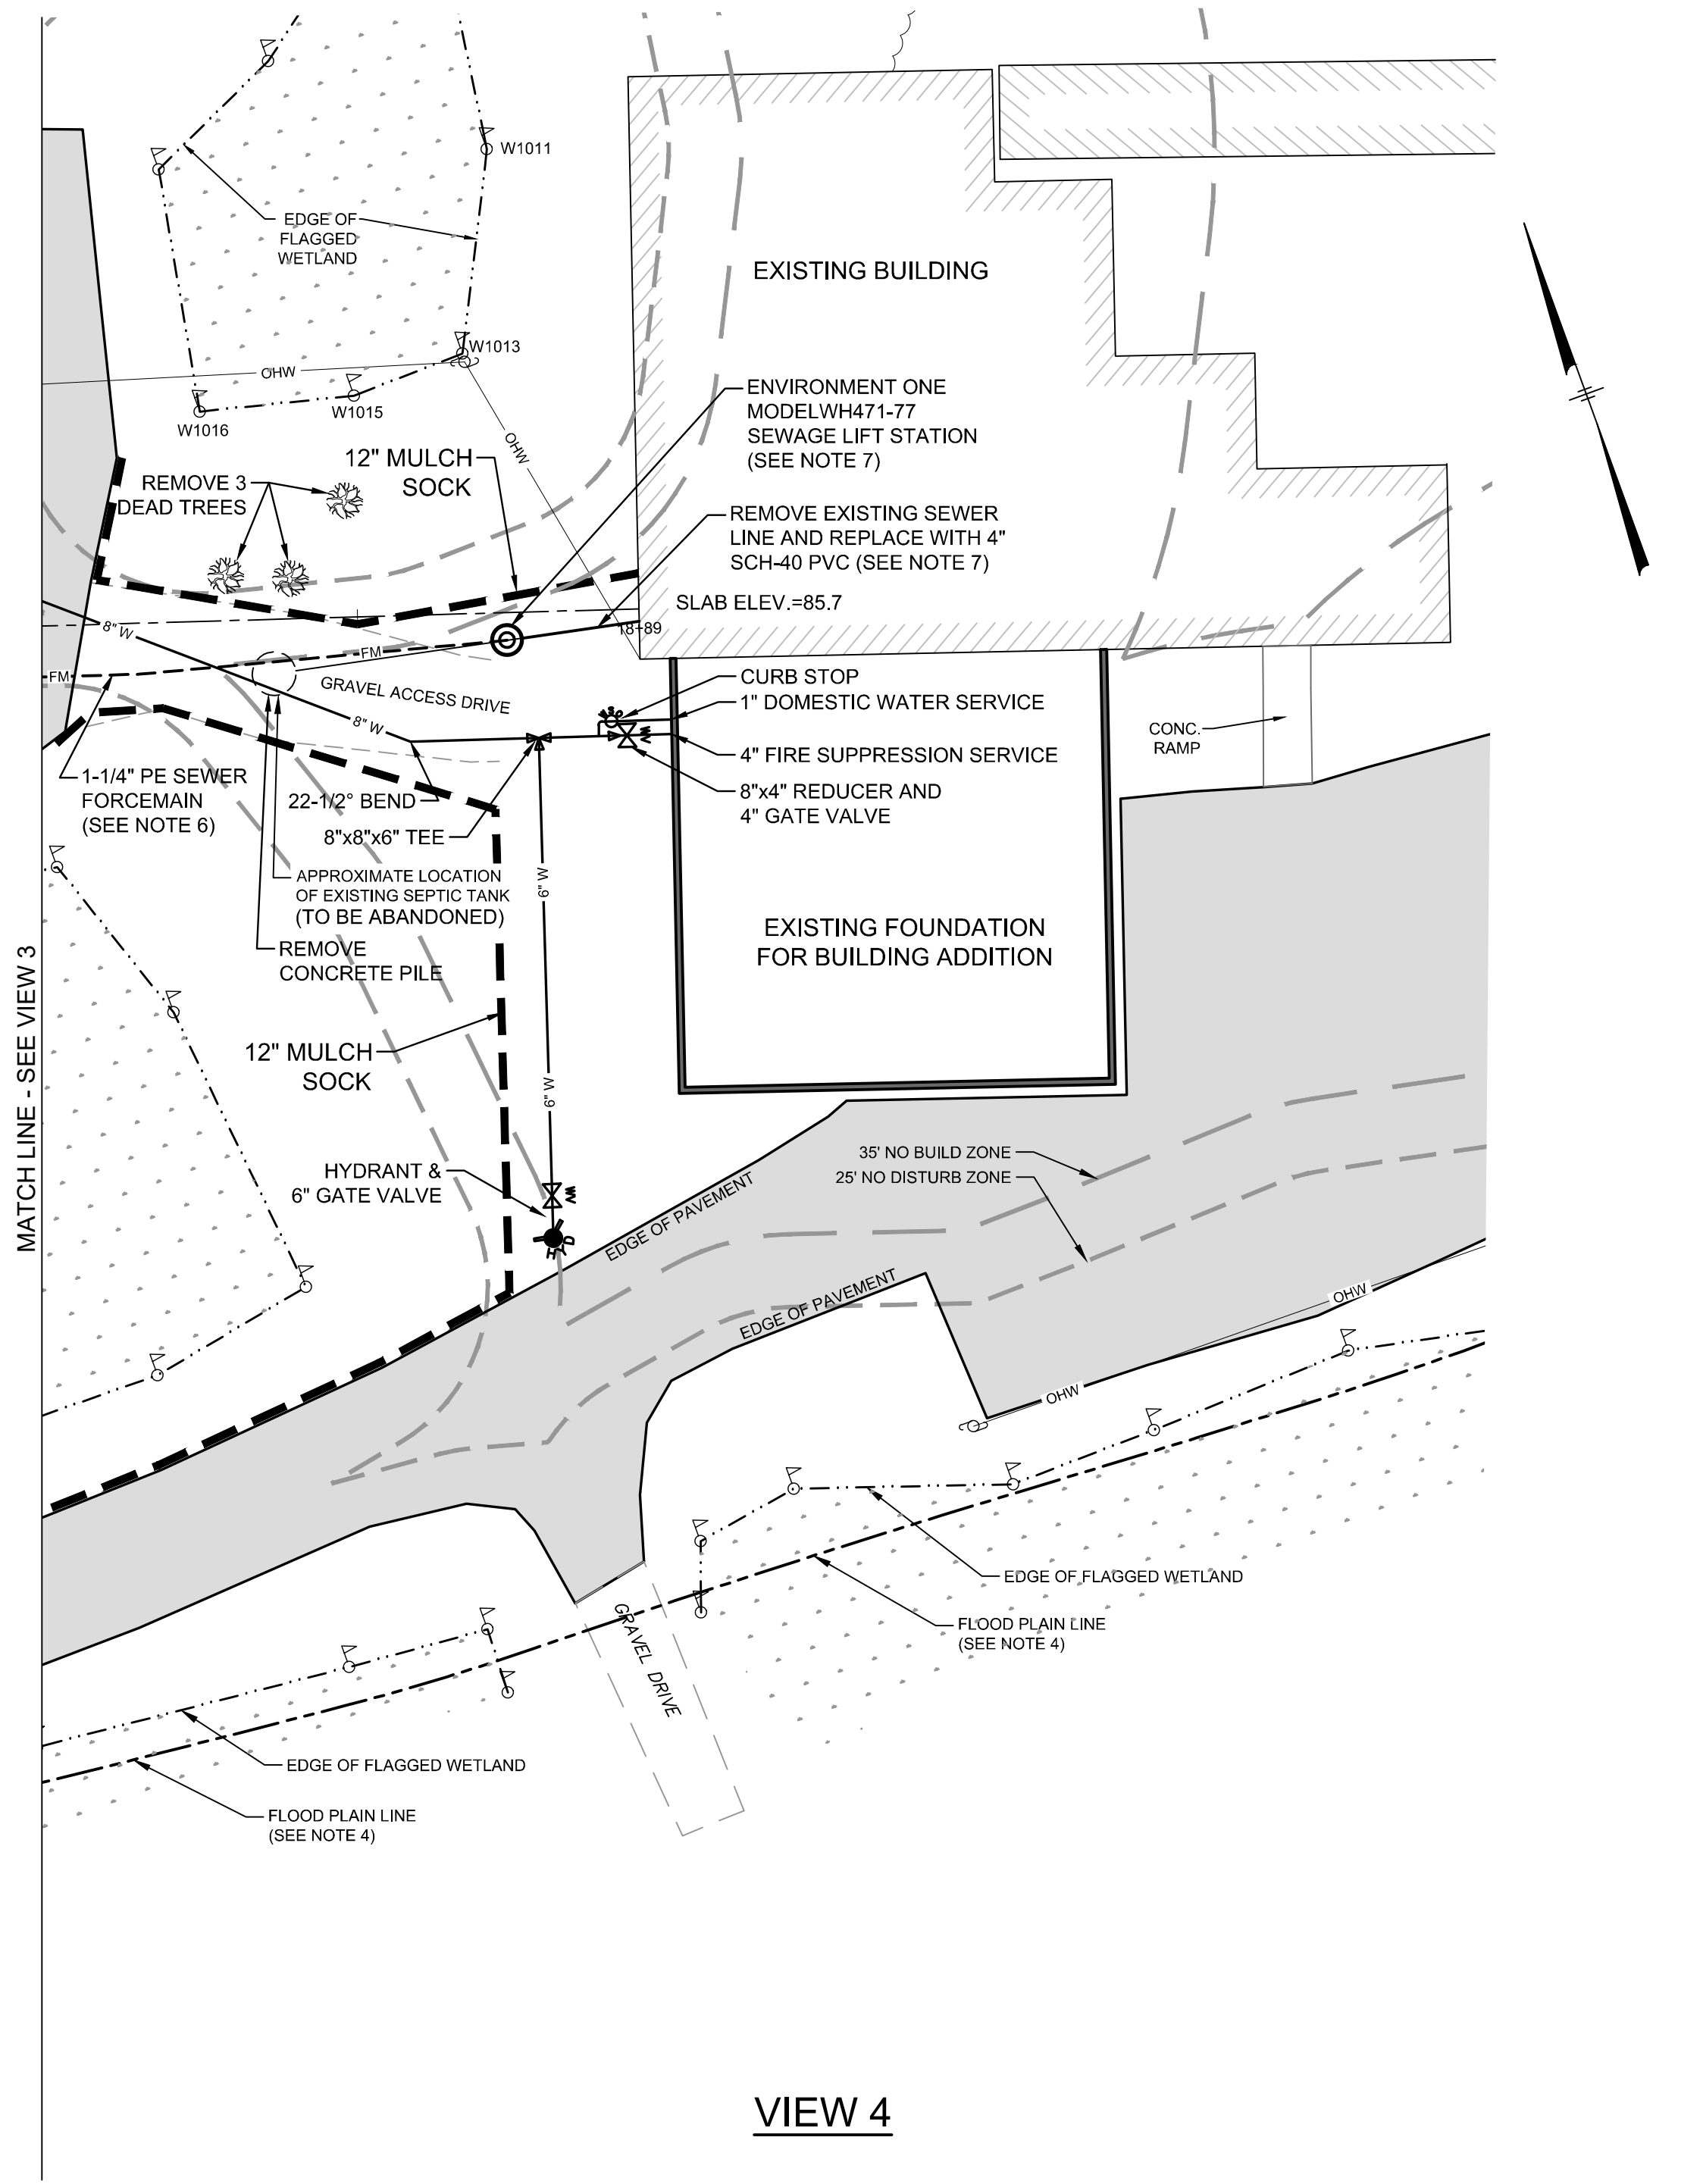 W1011
EDGE OF
FLAGGED
WETLAND
EXISTING BUILDING
W1013
OHW
W1015
W1016
OHW
ENVIRONMENT ONE
MODELWH471-77
SEWAGE LIFT STATION
(SEE NOTE 7)
12" MULCH
SOCK
REMOVE 3
DEAD TREES
REMOVE EXISTING SEWER
LINE AND REPLACE WITH 4"
SCH-40 PVC (SEE NOTE 7)
SLAB ELEV.=85.7
18+89
8" W
FM
FM
GRAVEL ACCESS DRIVE
8" W
CURB STOP
1" DOMESTIC WATER SERVICE
SO
WV
4" FIRE SUPPRESSION SERVICE
CONC.
RAMP
8"x4" REDUCER AND
4" GATE VALVE
1-1/4" PE SEWER
FORCEMAIN
(SEE NOTE 6)
22-1/2° BEND
8"x8"x6" TEE
6" W
APPROXIMATE LOCATION
OF EXISTING SEPTIC TANK
(TO BE ABANDONED)
REMOVE
CONCRETE PILE
EXISTING FOUNDATION
FOR BUILDING ADDITION
MATCH LINE - SEE VIEW 3
12" MULCH
SOCK
6" W
35' NO BUILD ZONE
25' NO DISTURB ZONE
HYDRANT &
6" GATE VALVE
WV
HYD
EDGE OF PAVEMENT
EDGE OF PAVEMENT
OHW
OHW
EDGE OF FLAGGED WETLAND
FLOOD PLAIN LINE
(SEE NOTE 4)
GRAVEL DRIVE
EDGE OF FLAGGED WETLAND
FLOOD PLAIN LINE
(SEE NOTE 4)
VIEW 4